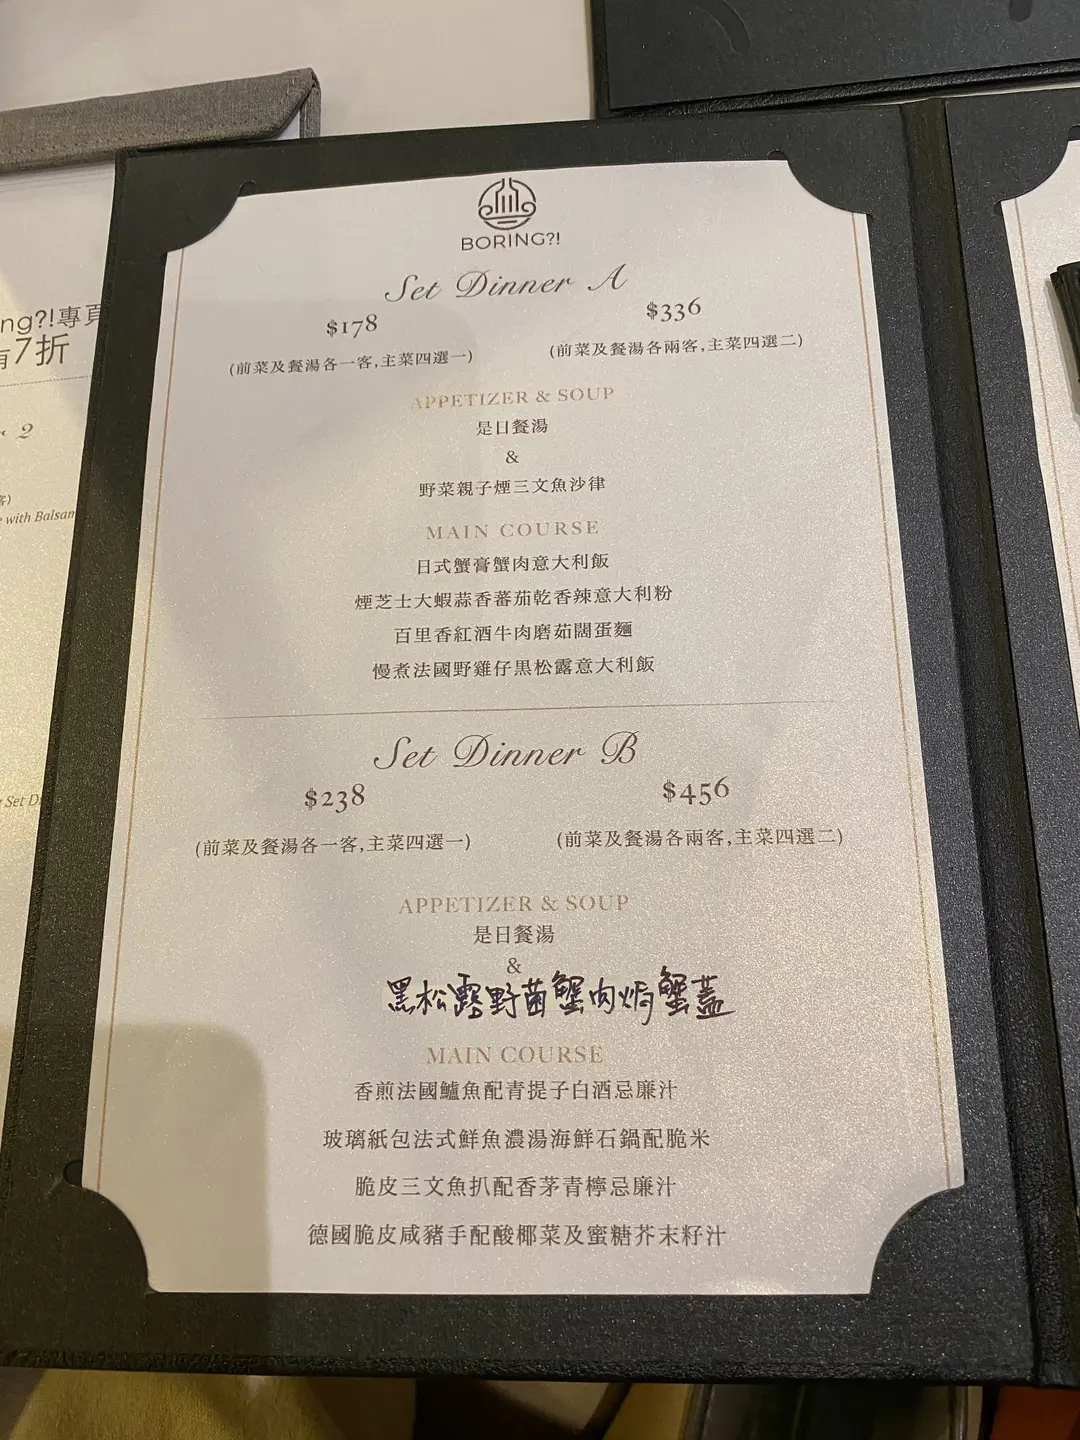 ng?!專頁
有7折
2
客)
e with Balsam
Set D
BORING?!
Set Dinner A
$178
$336
(前菜及餐湯各一客,主菜四選一)
(前菜及餐湯各兩客,主菜四選二)
APPETIZER & SOUP
是日餐湯
&
野菜親子煙三文魚沙律
MAIN COURSE
日式蟹膏蟹肉意大利飯
煙芝士大蝦蒜香蕃茄乾香辣意大利粉
百里香紅酒牛肉磨菇闊蛋麵
慢煮法國野雞仔黑松露意大利飯
Set Dinner B
$238
$456
(前菜及餐湯各一客,主菜四選一)
(前菜及餐湯各兩客,主菜四選二)
APPETIZER & SOUP
是日餐湯
&
黑松露野菌蟹肉焗蟹蓋
MAIN COURSE
香煎法國鱸魚配青提子白酒忌廉汁
玻璃紙包法式鮮魚濃湯海鮮石鍋配脆米
脆皮三文魚扒配香茅青檸忌廉汁
德國脆皮咸豬手配酸椰菜及蜜糖芥末籽汁